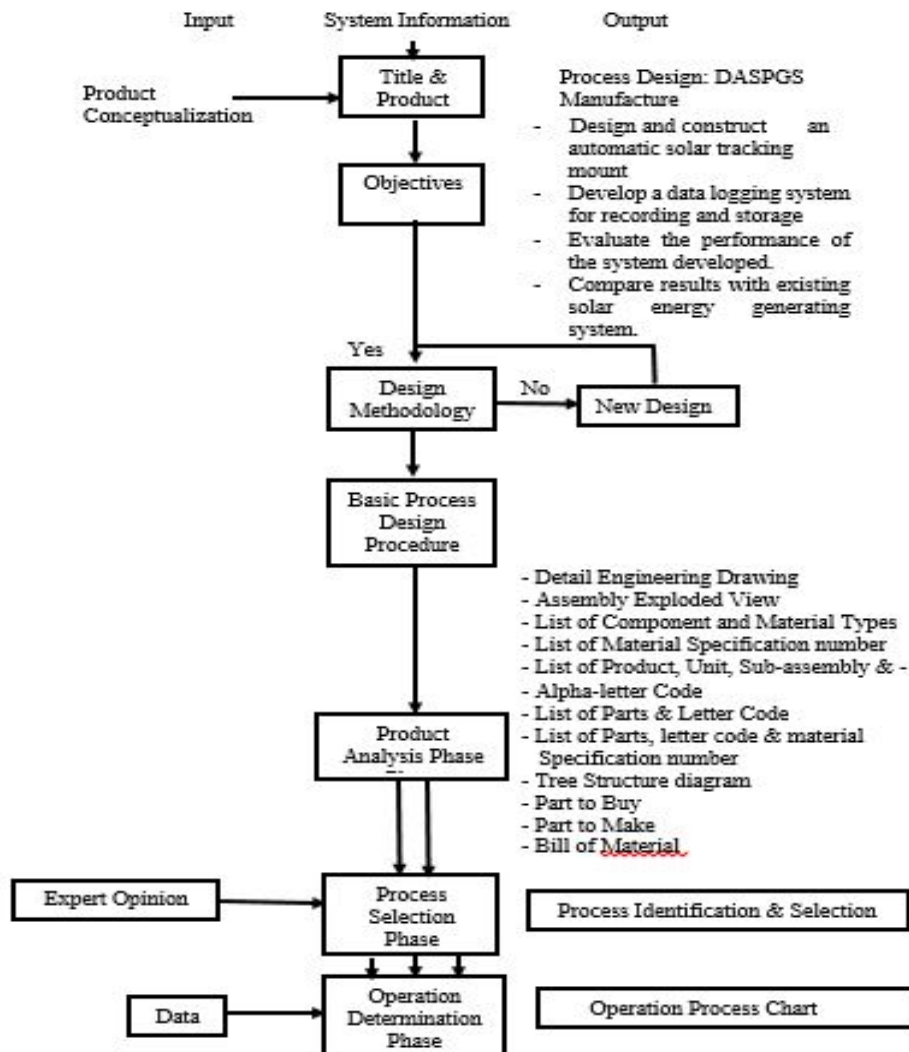 Input System Information Output
Title &
Product
Product
Conceptualization
Process Design: DASPGS
Manufacture
- Design and construct an
automatic solar tracking
mount
- Develop a data logging system
for recording and storage
- Evaluate the performance of
the system developed.
- Compare results with existing
solar energy generating
system.
Objectives
Yes
Design
Methodology
No
New Design
Basic Process
Design
Procedure
- Detail Engineering Drawing
- Assembly Exploded View
- List of Component and Material Types
- List of Material Specification number
- List of Product, Unit, Sub-assembly & -
- Alpha-letter Code
- List of Parts & Letter Code
- List of Parts, letter code & material
Specification number
- Tree Structure diagram
- Part to Buy
- Part to Make
- Bill of Material
Product
Analysis Phase
Expert Opinion
Process
Selection
Phase
Process Identification & Selection
Data
Operation
Determination
Phase
Operation Process Chart